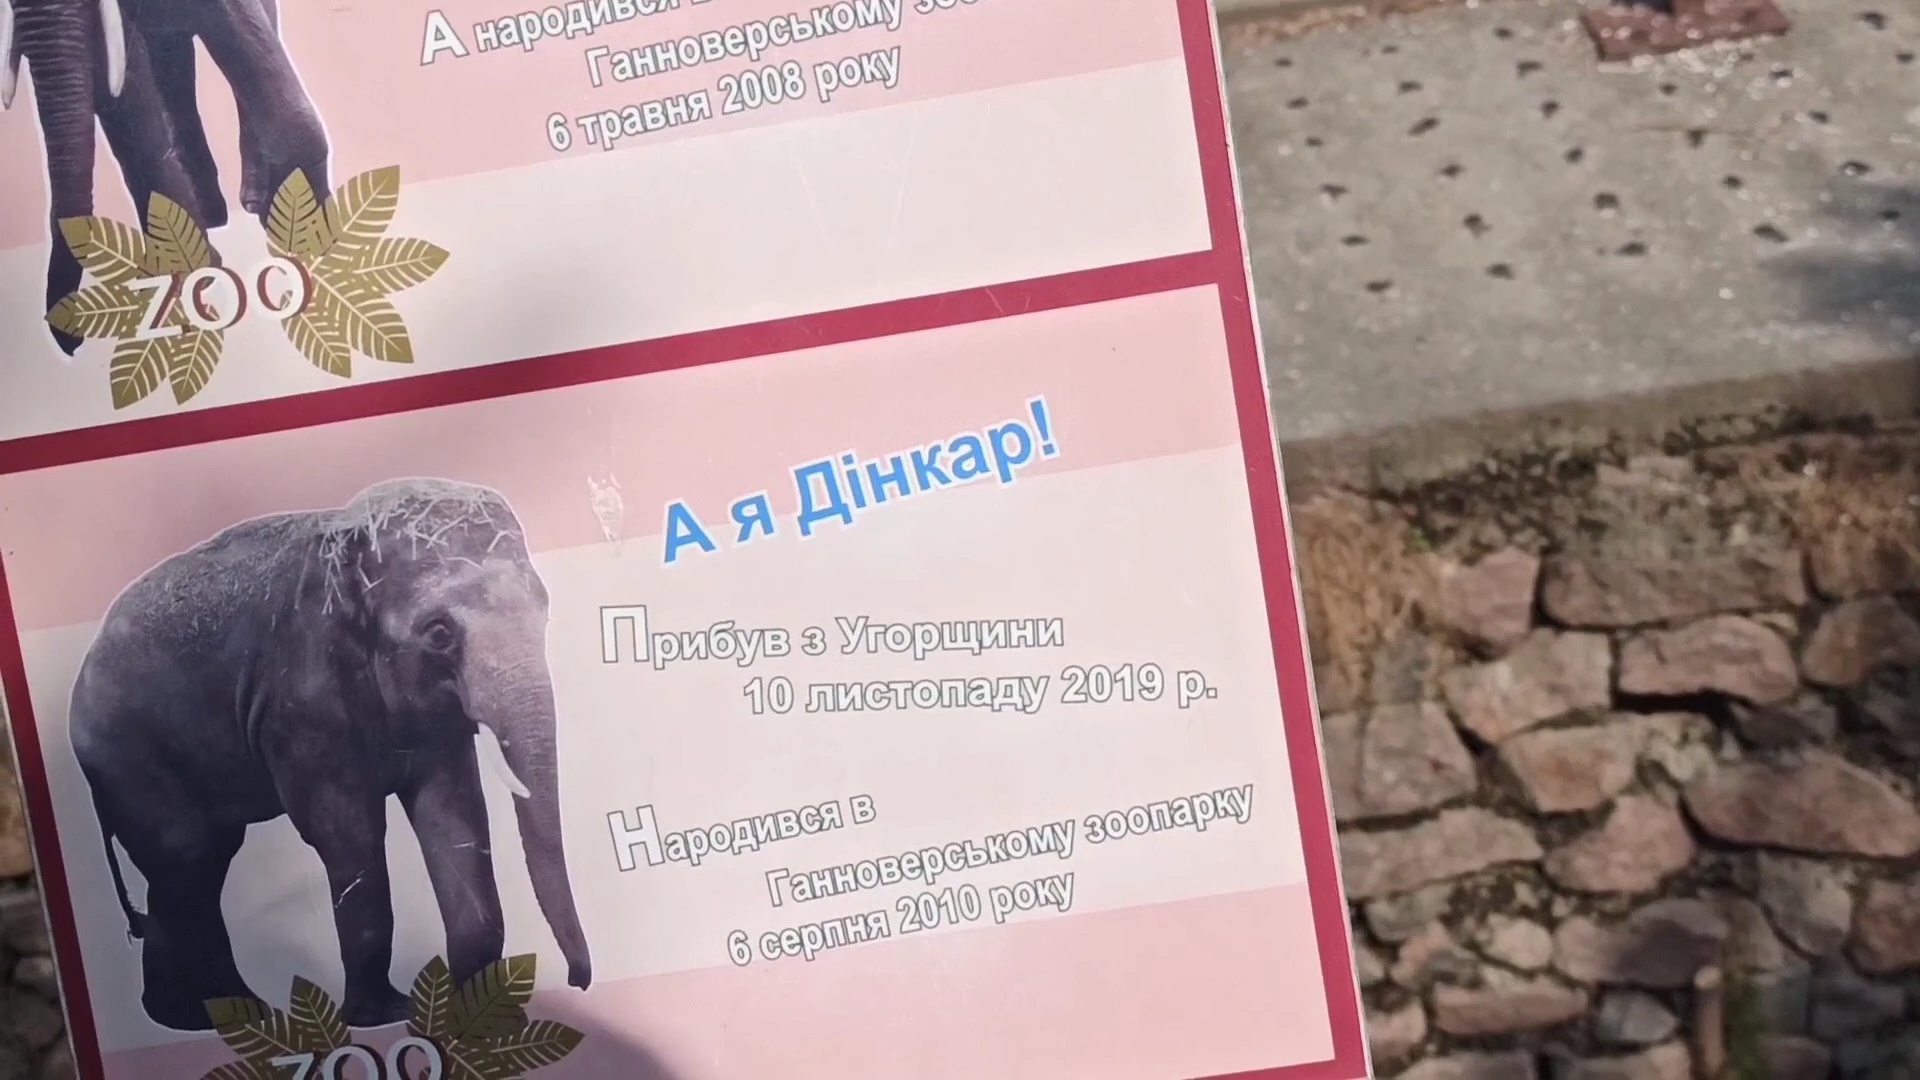 А народився в
Ганноверському
6 травня 2008 року
ZOO
А я Дінкар!
Прибув з Угорщини
10 листопаду 2019 р.
Народився в
Ганноверському зоопарку
6 серпня 2010 року
ZOO